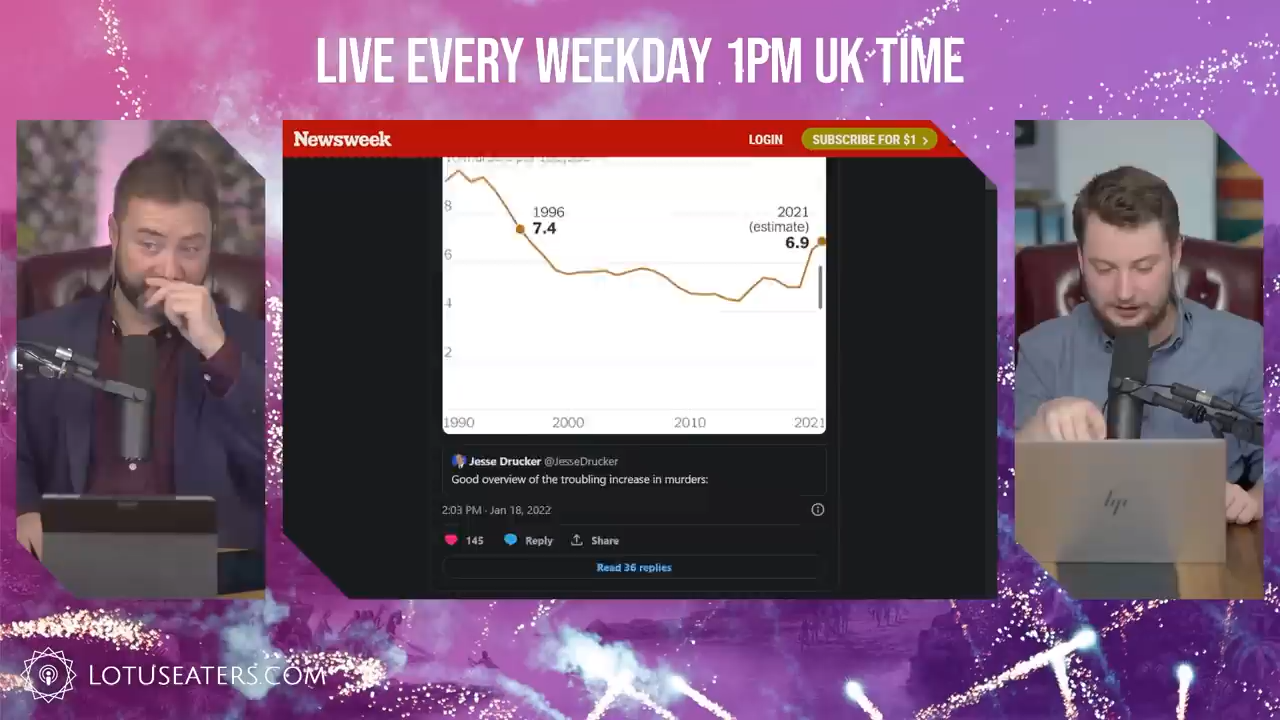 LIVE EVERY WEEKDAY 1PM UK TIME
Newsweek
LOGIN
SUBSCRIBE FOR $1 >
8
1996
7.4
2021
(estimate)
6.9
6
4
2
1990
2000
2010
2021
Jesse Drucker @JesseDrucker
Good overview of the troubling increase in murders:
2:03 PM · Jan 18, 2022
145
Reply
Share
Read 36 replies
hp
LOTUSEATERS.COM